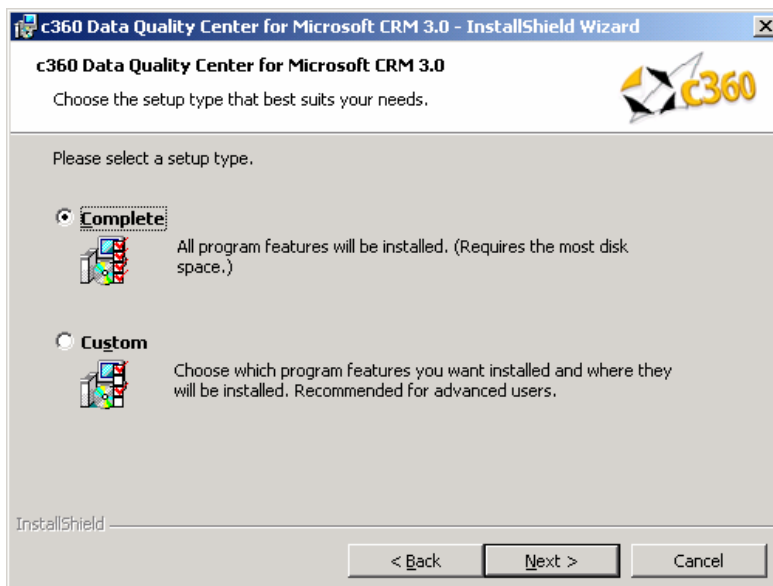 c360 Data Quality Center for Microsoft CRM 3.0 - InstallShield Wizard
c360 Data Quality Center for Microsoft CRM 3.0
Choose the setup type that best suits your needs.
c360
Please select a setup type.
Complete
All program features will be installed. (Requires the most disk
space.)
Custom
Choose which program features you want installed and where they
will be installed. Recommended for advanced users.
InstallShield
< Back
Next >
Cancel